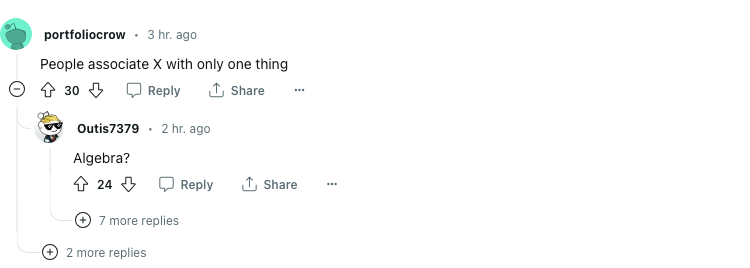 portfoliocrow • 3 hr. ago
People associate X with only one thing
30 Reply Share ...
Outis7379 • 2 hr. ago
Algebra?
24 Reply Share ...
7 more replies
2 more replies